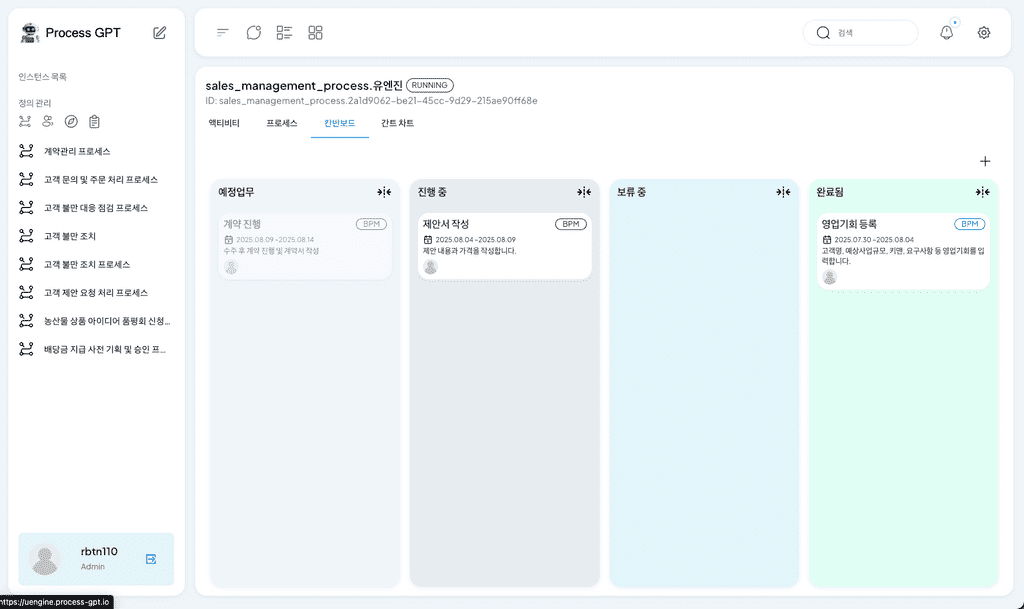 Process GPT
인스턴스 목록
정의 관리
계약관리 프로세스
고객 문의 및 주문 처리 프로세스
고객 불만 대응 점검 프로세스
고객 불만 조치
고객 불만 조치 프로세스
고객 제안 요청 처리 프로세스
농산물 상품 아이디어 품평회 신청...
배당금 지급 사전 기획 및 승인 프...
rbtn110
Admin
https://uengine.process-gpt.io
검색
sales_management_process.유엔진 RUNNING
ID: sales_management_process.2a1d9062-be21-45cc-9d29-215ae90ff68e
액티비티 프로세스 칸반보드 간트 차트
예정업무
계약 진행 BPM
2025.08.09 ~2025.08.14
수주 후 계약 진행 및 계약서 작성
진행 중
제안서 작성 BPM
2025.08.04 ~2025.08.09
제안 내용과 가격을 작성합니다.
보류 중
완료됨
영업기회 등록 BPM
2025.07.30 ~2025.08.04
고객명, 예상사업규모, 키맨, 요구사항 등 영업기회를 입
력합니다.